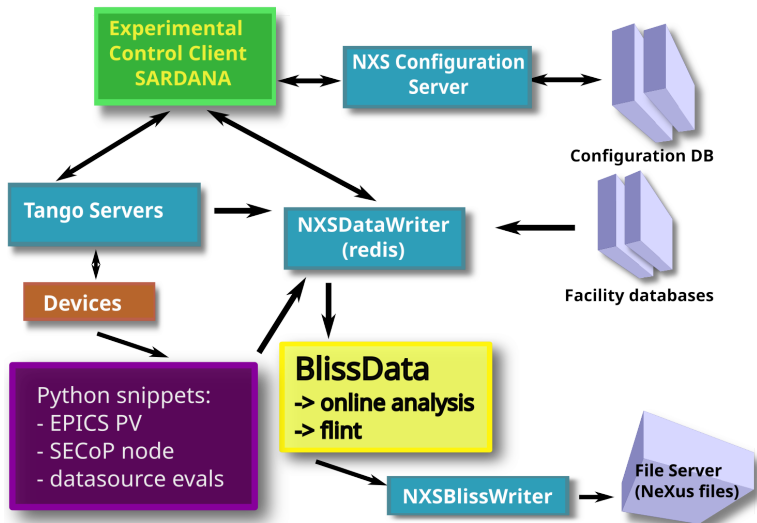 Experimental
Control Client
SARDANA
NXS Configuration
Server
Configuration DB
Tango Servers
NXSDataWriter
(redis)
Facility databases
Devices
BlissData
-> online analysis
-> flint
Python snippets:
- EPICS PV
- SECoP node
- datasource evals
NXSBlissWriter
File Server
(NeXus files)